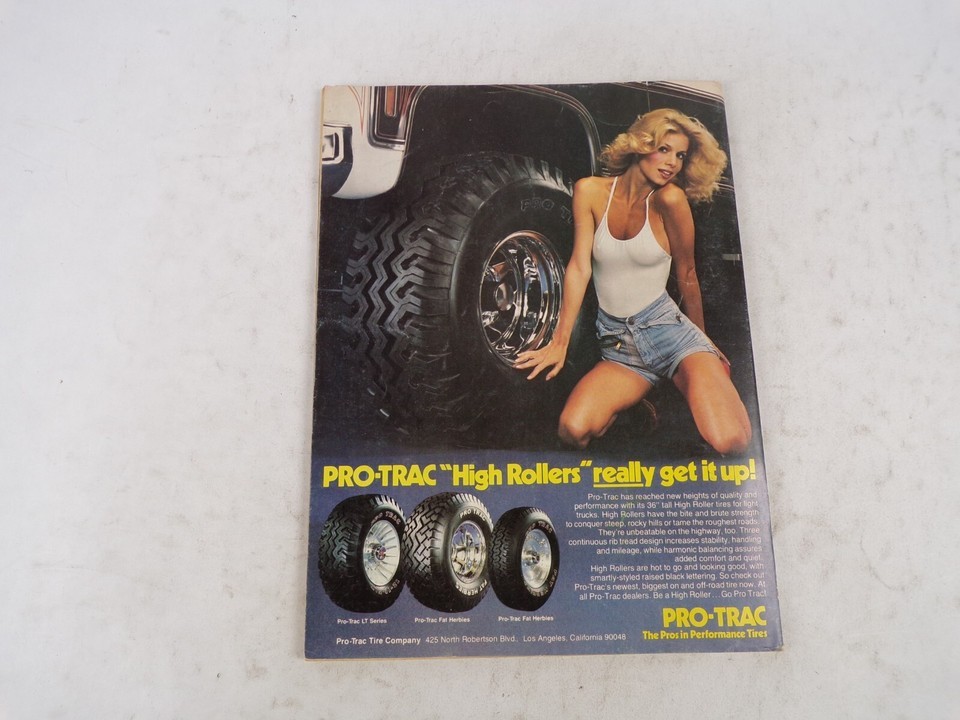 PRO TRAC
PRO-TRAC "High Rollers" really get it up!
Pro-Trac has reached new heights of quality and
performance with its 36" tall High Roller tires for light
trucks. High Rollers have the bite and brute strength
to conquer steep, rocky hills or tame the roughest roads.
They're unbeatable on the highway, too. Three
continuous rib tread design increases stability, handling
and mileage, while harmonic balancing assures
added comfort and quiet.
High Rollers are hot to go and looking good, with
smartly-styled raised black lettering. So check out
Pro-Trac's newest, biggest on and off-road tire now. At
all Pro-Trac dealers. Be a High Roller... Go Pro Trac!
PRO TRAC
Pro-Trac LT Series
Pro-Trac Fat Herbies
Pro-Trac Fat Herbies
PRO-TRAC
The Pros in Performance Tires
Pro-Trac Tire Company 425 North Robertson Blvd., Los Angeles, California 90048